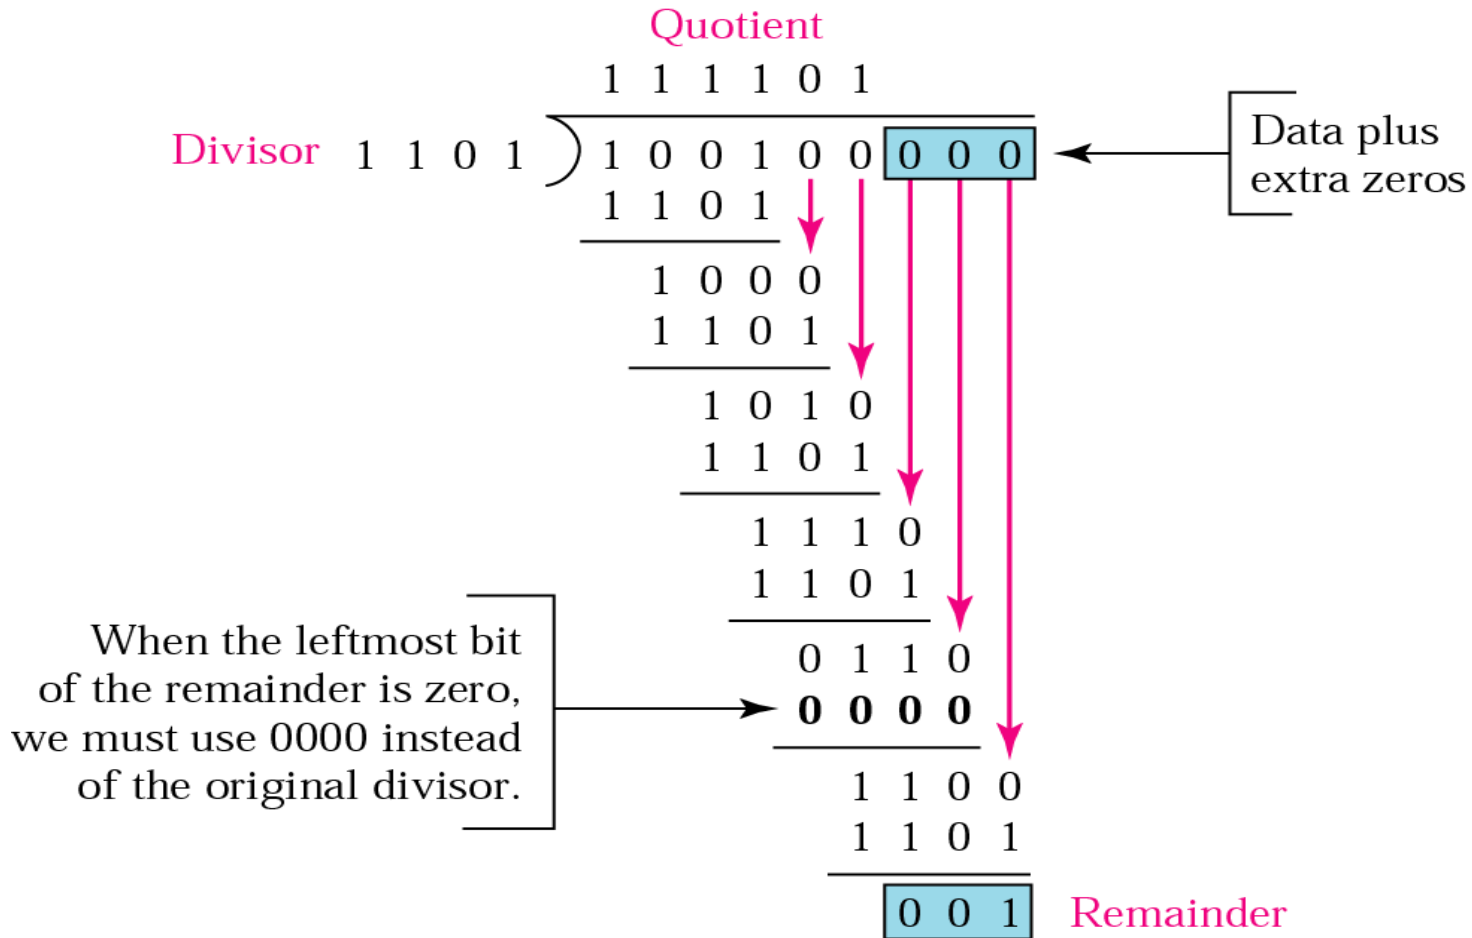 Quotient
1 1 1 1 0 1
Divisor 1 1 0 1 1 0 0 1 0 0 0 0 0
Data plus
extra zeros
1 1 0 1
1 0 0 0
1 1 0 1
1 0 1 0
1 1 0 1
1 1 1 0
1 1 0 1
When the leftmost bit
of the remainder is zero,
we must use 0000 instead
of the original divisor.
0 1 1 0
0 0 0 0
1 1 0 0
1 1 0 1
0 0 1 Remainder